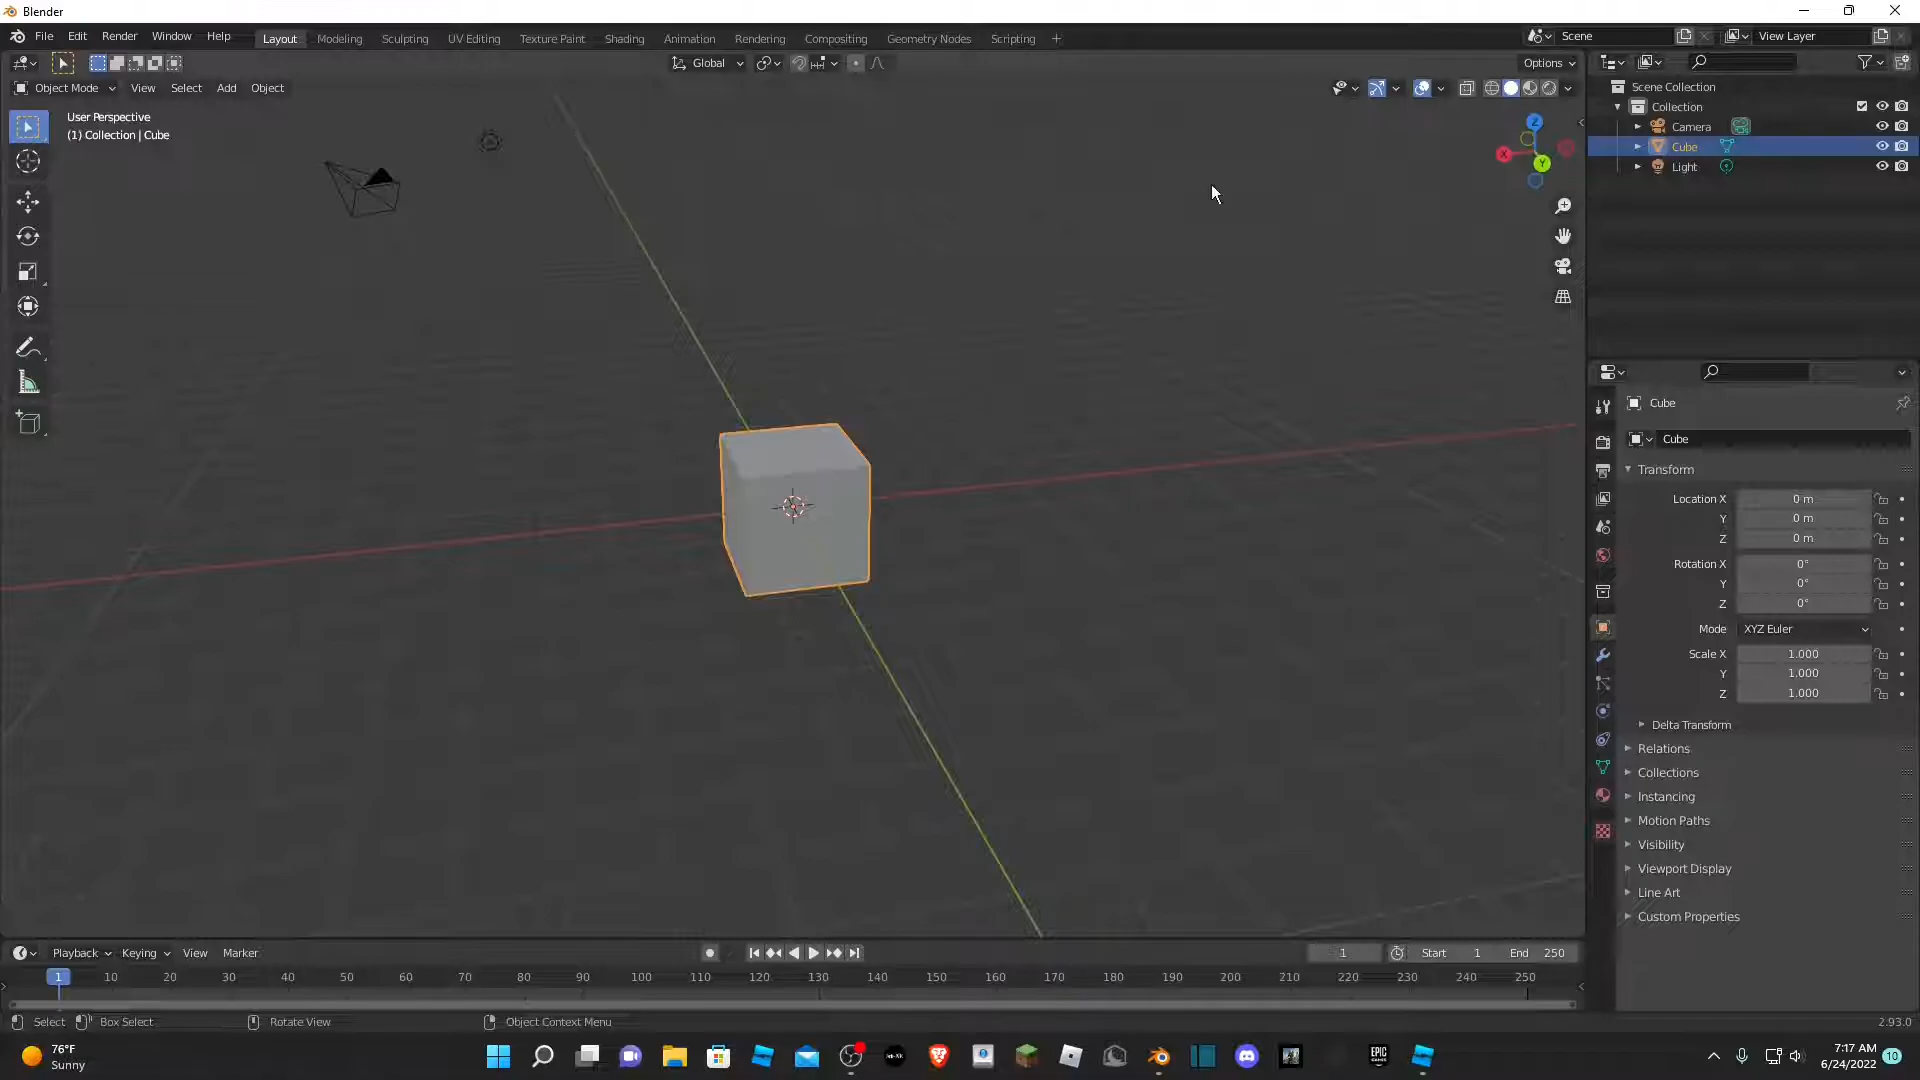 Blender
File Edit Render Window Help
Layout Modeling Sculpting UV Editing Texture Paint Shading Animation Rendering Compositing Geometry Nodes Scripting +
Scene
View Layer
Global
Options
Object Mode View Select Add Object
User Perspective
(1) Collection | Cube
Z
X
Y
Scene Collection
Collection
Camera
Cube
Light
Cube
Cube
Transform
Location X 0 m
Y 0 m
Z 0 m
Rotation X 0°
Y 0°
Z 0°
Mode XYZ Euler
Scale X 1.000
Y 1.000
Z 1.000
Delta Transform
Relations
Collections
Instancing
Motion Paths
Visibility
Viewport Display
Line Art
Custom Properties
Playback Keying View Marker
1 Start 1 End 250
1 10 20 30 40 50 60 70 80 90 100 110 120 130 140 150 160 170 180 190 200 210 220 230 240 250
Select Box Select Rotate View Object Context Menu
2.93.0
76°F
Sunny
EPIC
GAMES
7:17 AM
6/24/2022
10